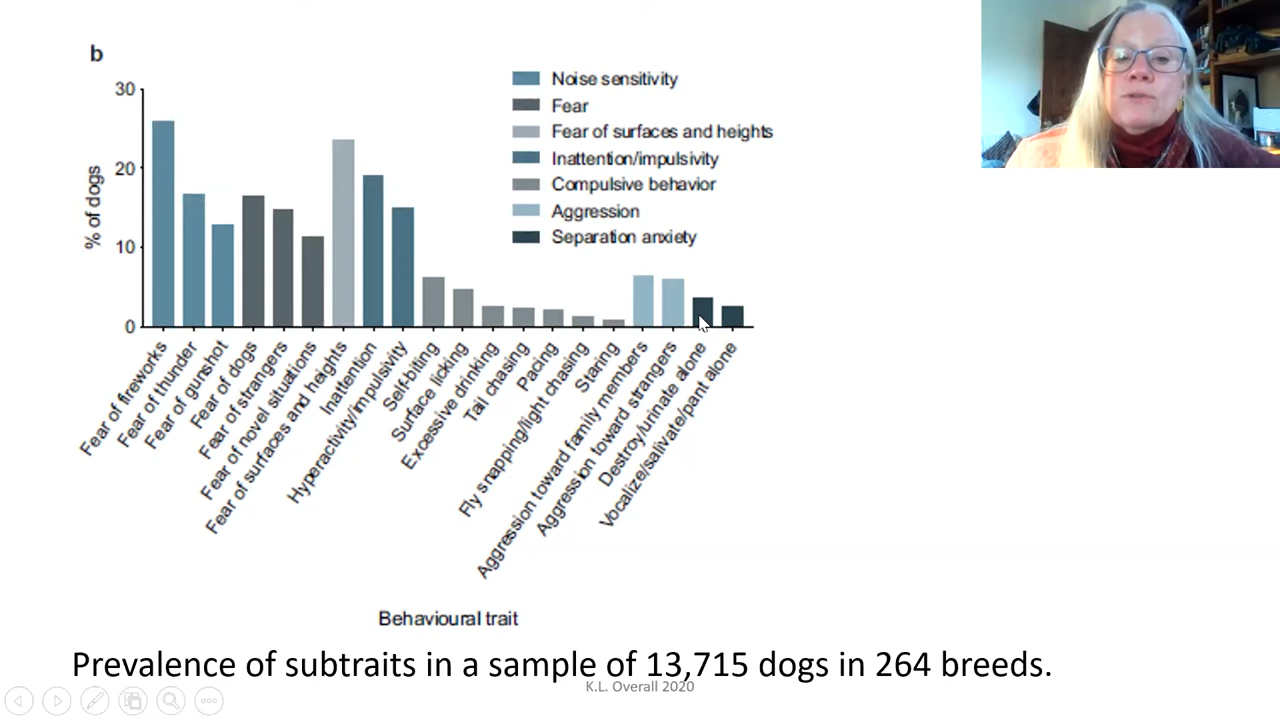 b
30
20
10
0
% of dogs
Noise sensitivity
Fear
Fear of surfaces and heights
Inattention/impulsivity
Compulsive behavior
Aggression
Separation anxiety
Fear of fireworks
Fear of thunder
Fear of gunshot
Fear of dogs
Fear of strangers
Fear of novel situations
Fear of surfaces and heights
Inattention
Hyperactivity/impulsivity
Self-biting
Surface licking
Excessive drinking
Tail chasing
Pacing
Fly snapping/light chasing
Staring
Aggression toward family members
Aggression toward strangers
Destroy/urinate alone
Vocalize/salivate/pant alone
Behavioural trait
Prevalence of subtraits in a sample of 13,715 dogs in 264 breeds.
K.L. Overall 2020